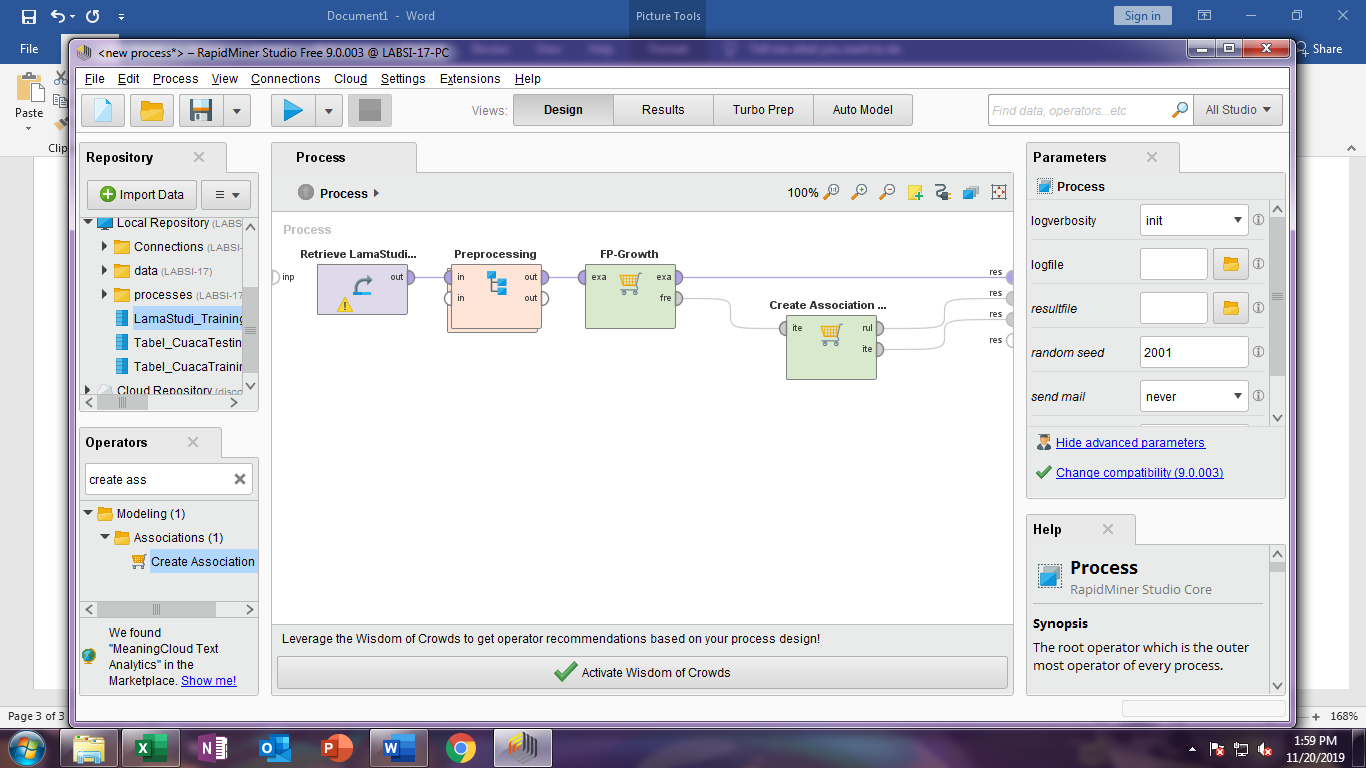 Document1 - Word
Picture Tools
Sign in
File
Share
Paste
Clip
<new process*> – RapidMiner Studio Free 9.0.003 @ LABSI-17-PC
File Edit Process View Connections Cloud Settings Extensions Help
Views:
Design
Results
Turbo Prep
Auto Model
Find data, operators...etc
All Studio
Repository
Import Data
Local Repository (LABS
Connections (LABSI-
data (LABSI-17)
processes (LABSI-17
LamaStudi_Training
Tabel_CuacaTestin
Tabel_CuacaTrainin
Cloud Repository (disco
Operators
create ass
Modeling (1)
Associations (1)
Create Association
We found
"MeaningCloud Text
Analytics" in the
Marketplace. Show me!
Process
Process
100%
Process
inp
Retrieve LamaStudi...
out
Preprocessing
in out
in out
FP-Growth
exa exa
fre
Create Association ...
ite rul
ite
res
res
res
res
Leverage the Wisdom of Crowds to get operator recommendations based on your process design!
Activate Wisdom of Crowds
Parameters
Process
logverbosity
init
logfile
resultfile
random seed
2001
send mail
never
Hide advanced parameters
Change compatibility (9.0.003)
Help
Process
RapidMiner Studio Core
Synopsis
The root operator which is the outer
most operator of every process.
Page 3 of 3
168%
1:59 PM
11/20/2019